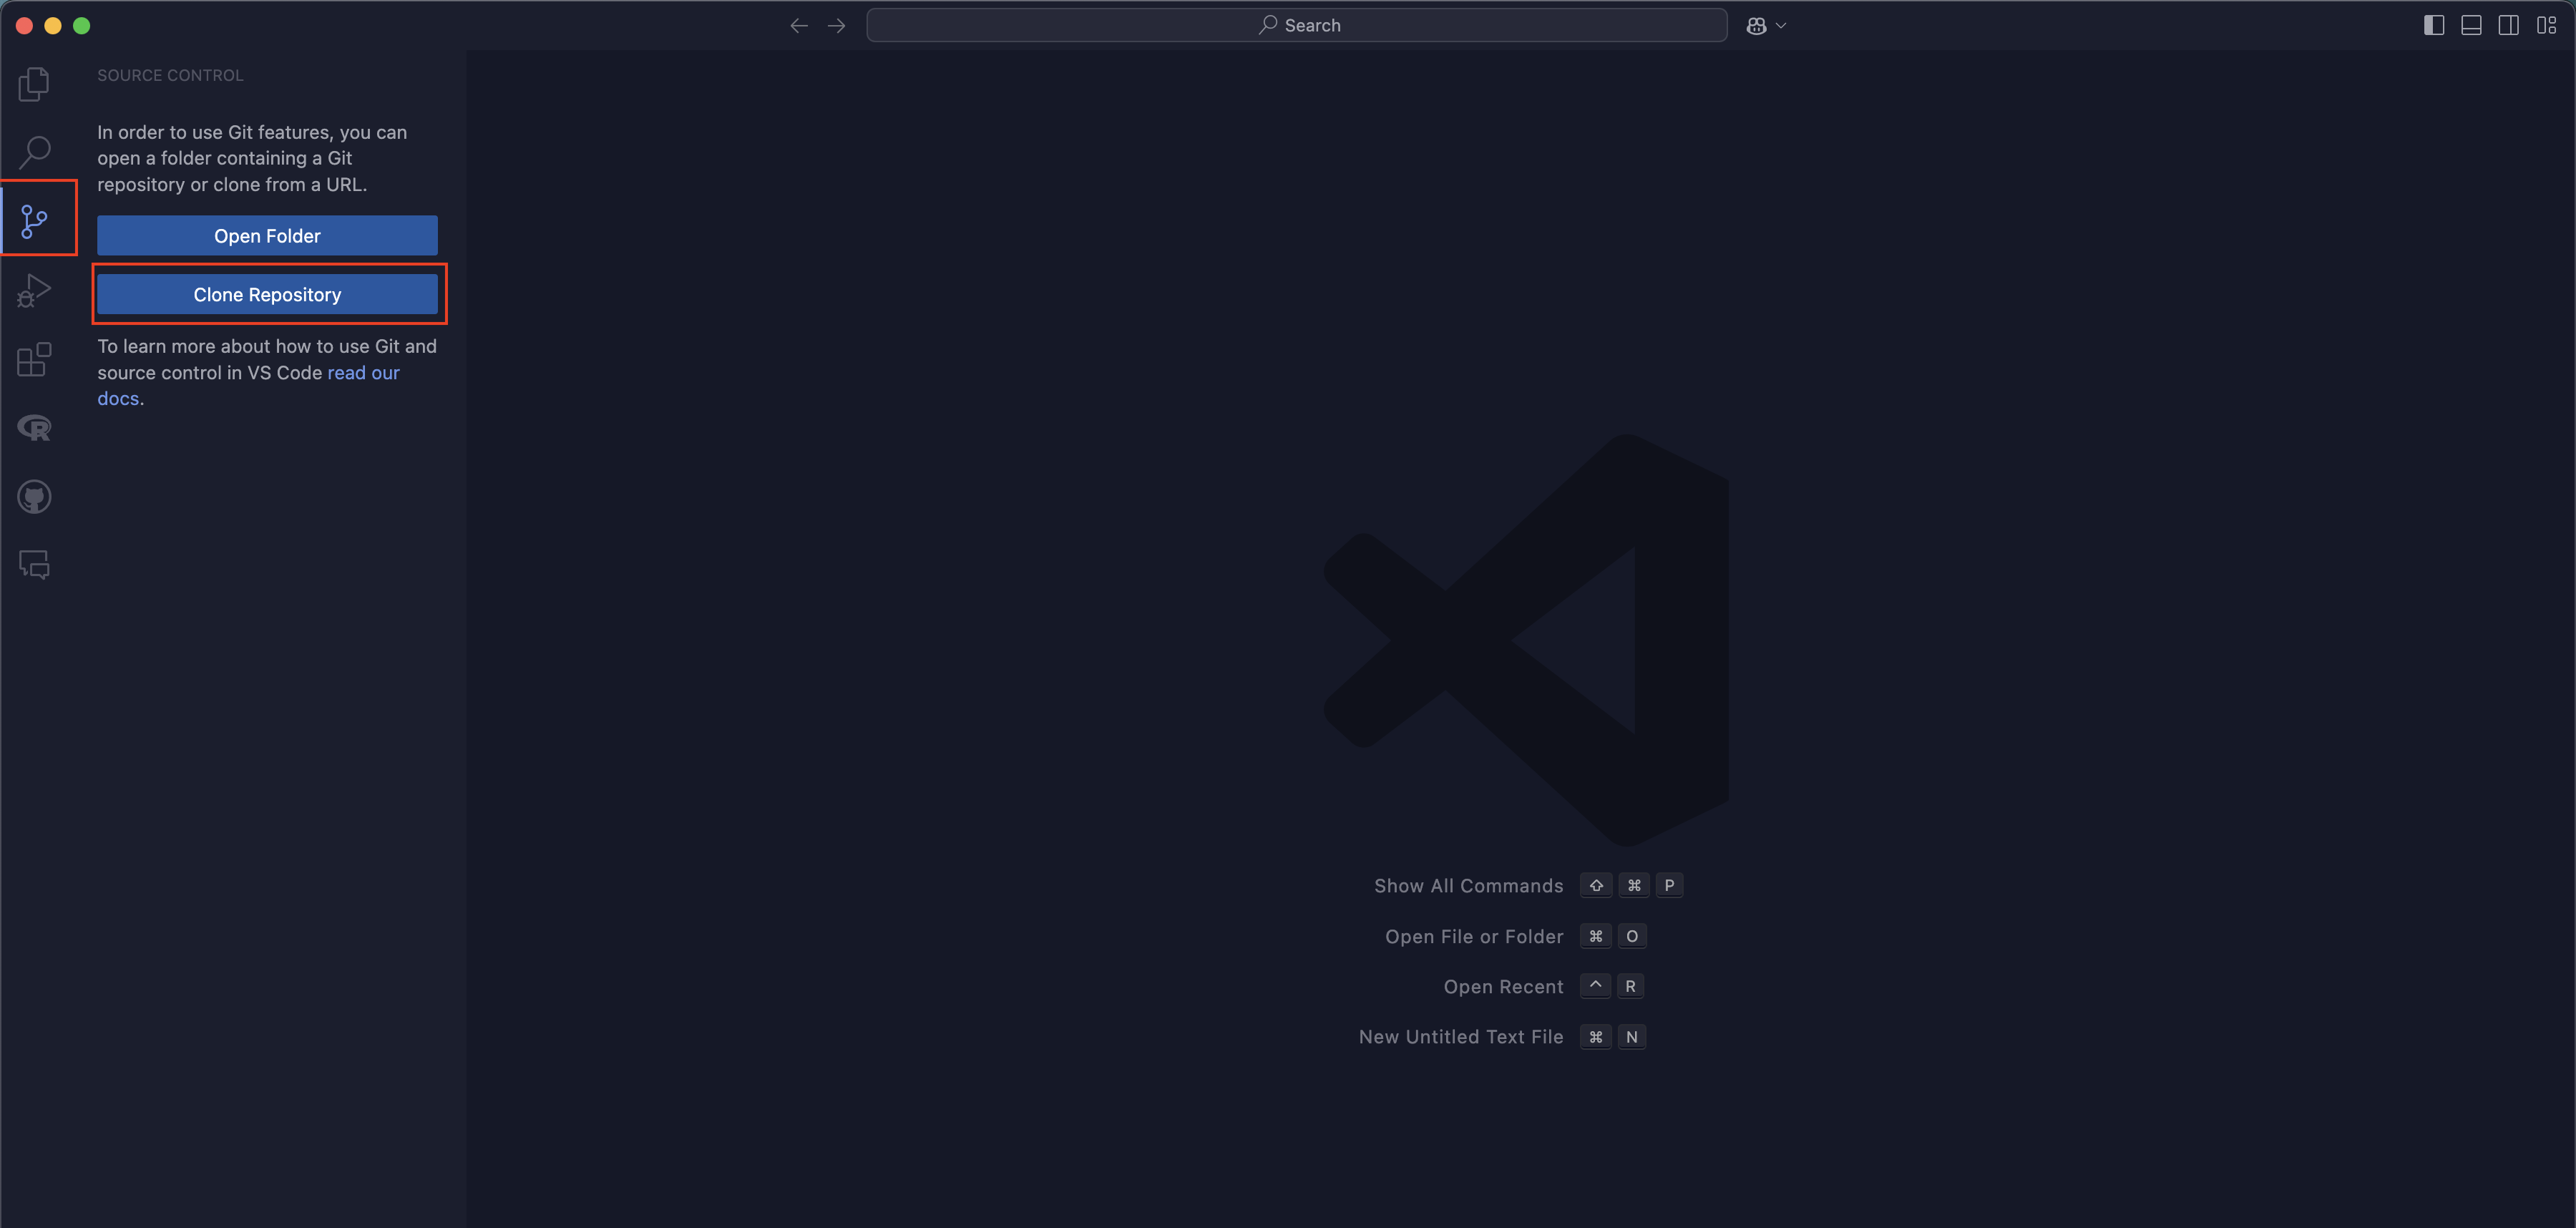 Search
SOURCE CONTROL
In order to use Git features, you can
open a folder containing a Git
repository or clone from a URL.
Open Folder
Clone Repository
To learn more about how to use Git and
source control in VS Code read our
docs.
R
Show All Commands ⇧ ⌘ P
Open File or Folder ⌘ O
Open Recent ^ R
New Untitled Text File ⌘ N